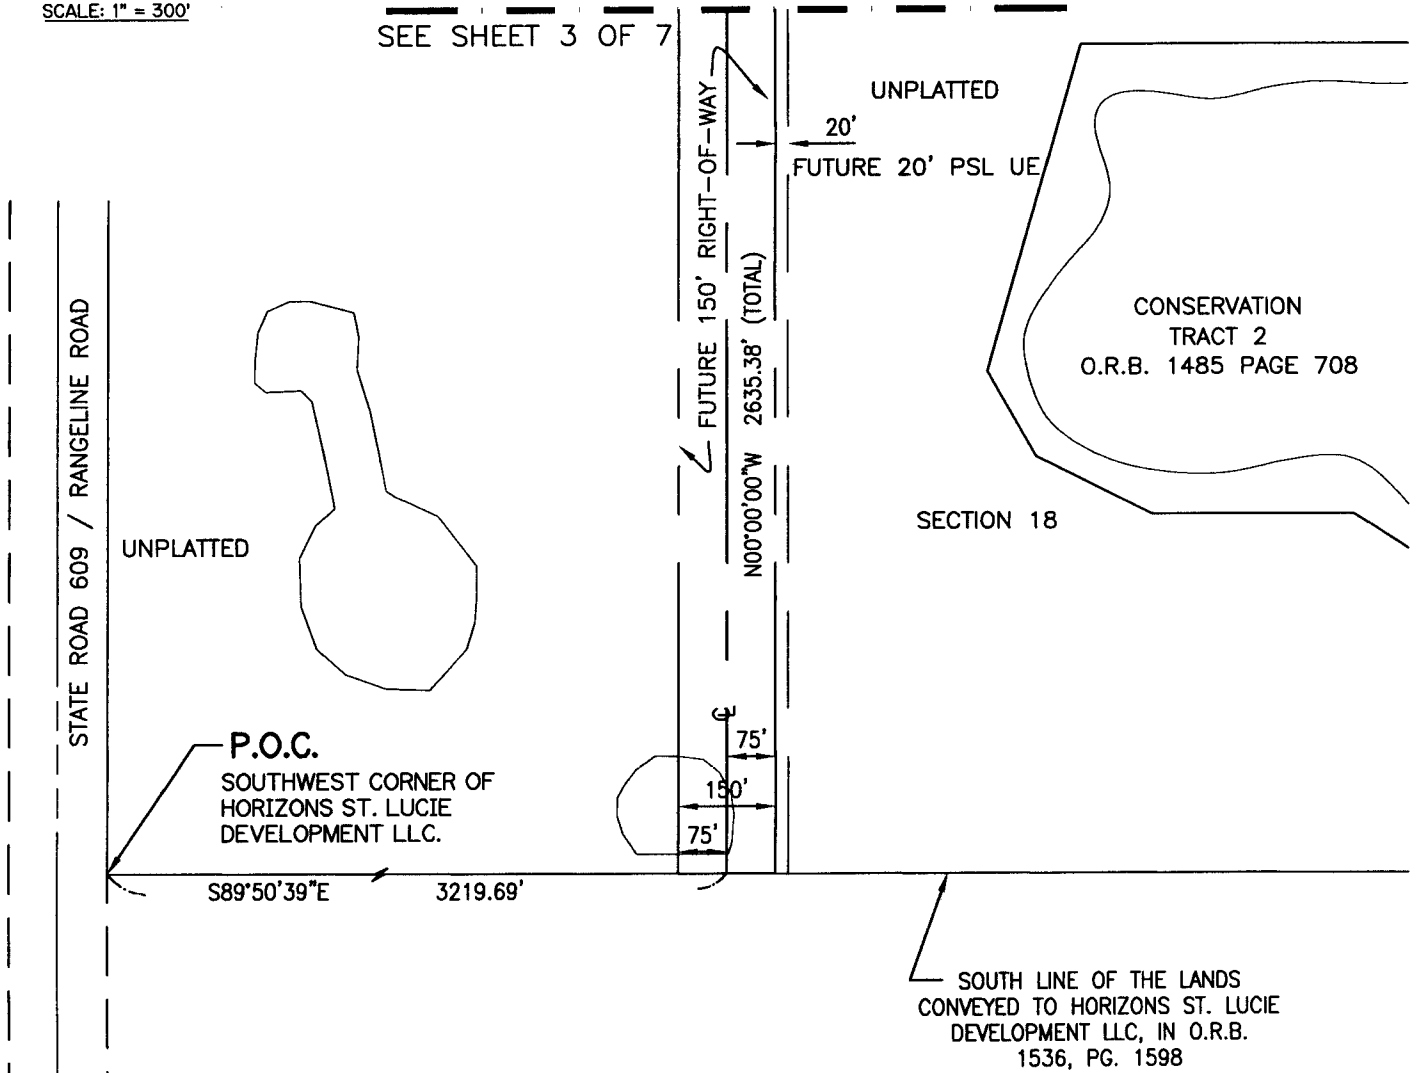 SCALE: 1" = 300'
SEE SHEET 3 OF 7
UNPLATTED
20'
FUTURE 20' PSL UE
FUTURE 150' RIGHT-OF-WAY
N00°00'00"W 2635.38' (TOTAL)
CONSERVATION
TRACT 2
O.R.B. 1485 PAGE 708
STATE ROAD 609 / RANGELINE ROAD
UNPLATTED
SECTION 18
℄
75'
150'
75'
P.O.C.
SOUTHWEST CORNER OF
HORIZONS ST. LUCIE
DEVELOPMENT LLC.
S89°50'39"E 3219.69'
SOUTH LINE OF THE LANDS
CONVEYED TO HORIZONS ST. LUCIE
DEVELOPMENT LLC, IN O.R.B.
1536, PG. 1598